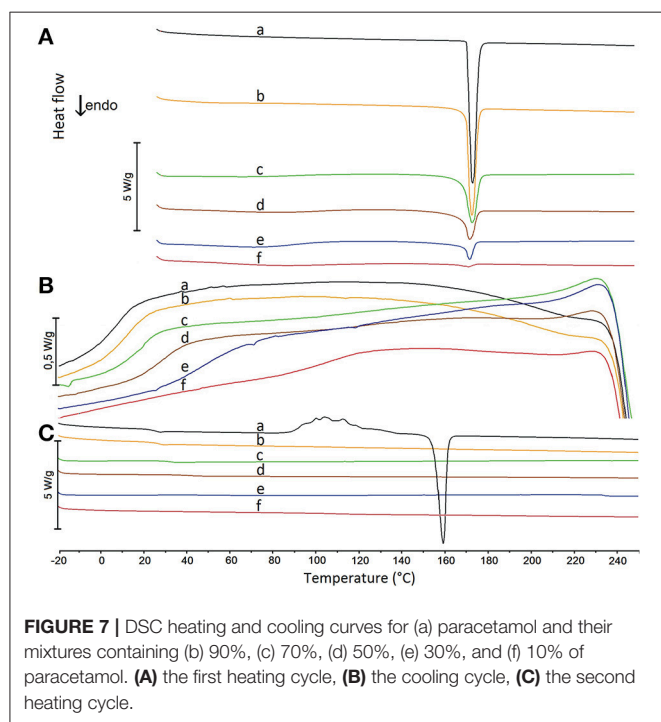 A
a
Heat flow
↓endo
b
5 W/g
c
d
e
f
B
a
b
0,5 W/g
c
d
e
f
C
a
b
5 W/g
c
d
e
f
-20 0 20 40 60 80 100 120 140 160 180 200 220 240
Temperature (°C)
FIGURE 7 | DSC heating and cooling curves for (a) paracetamol and their
mixtures containing (b) 90%, (c) 70%, (d) 50%, (e) 30%, and (f) 10% of
paracetamol. (A) the first heating cycle, (B) the cooling cycle, (C) the second
heating cycle.